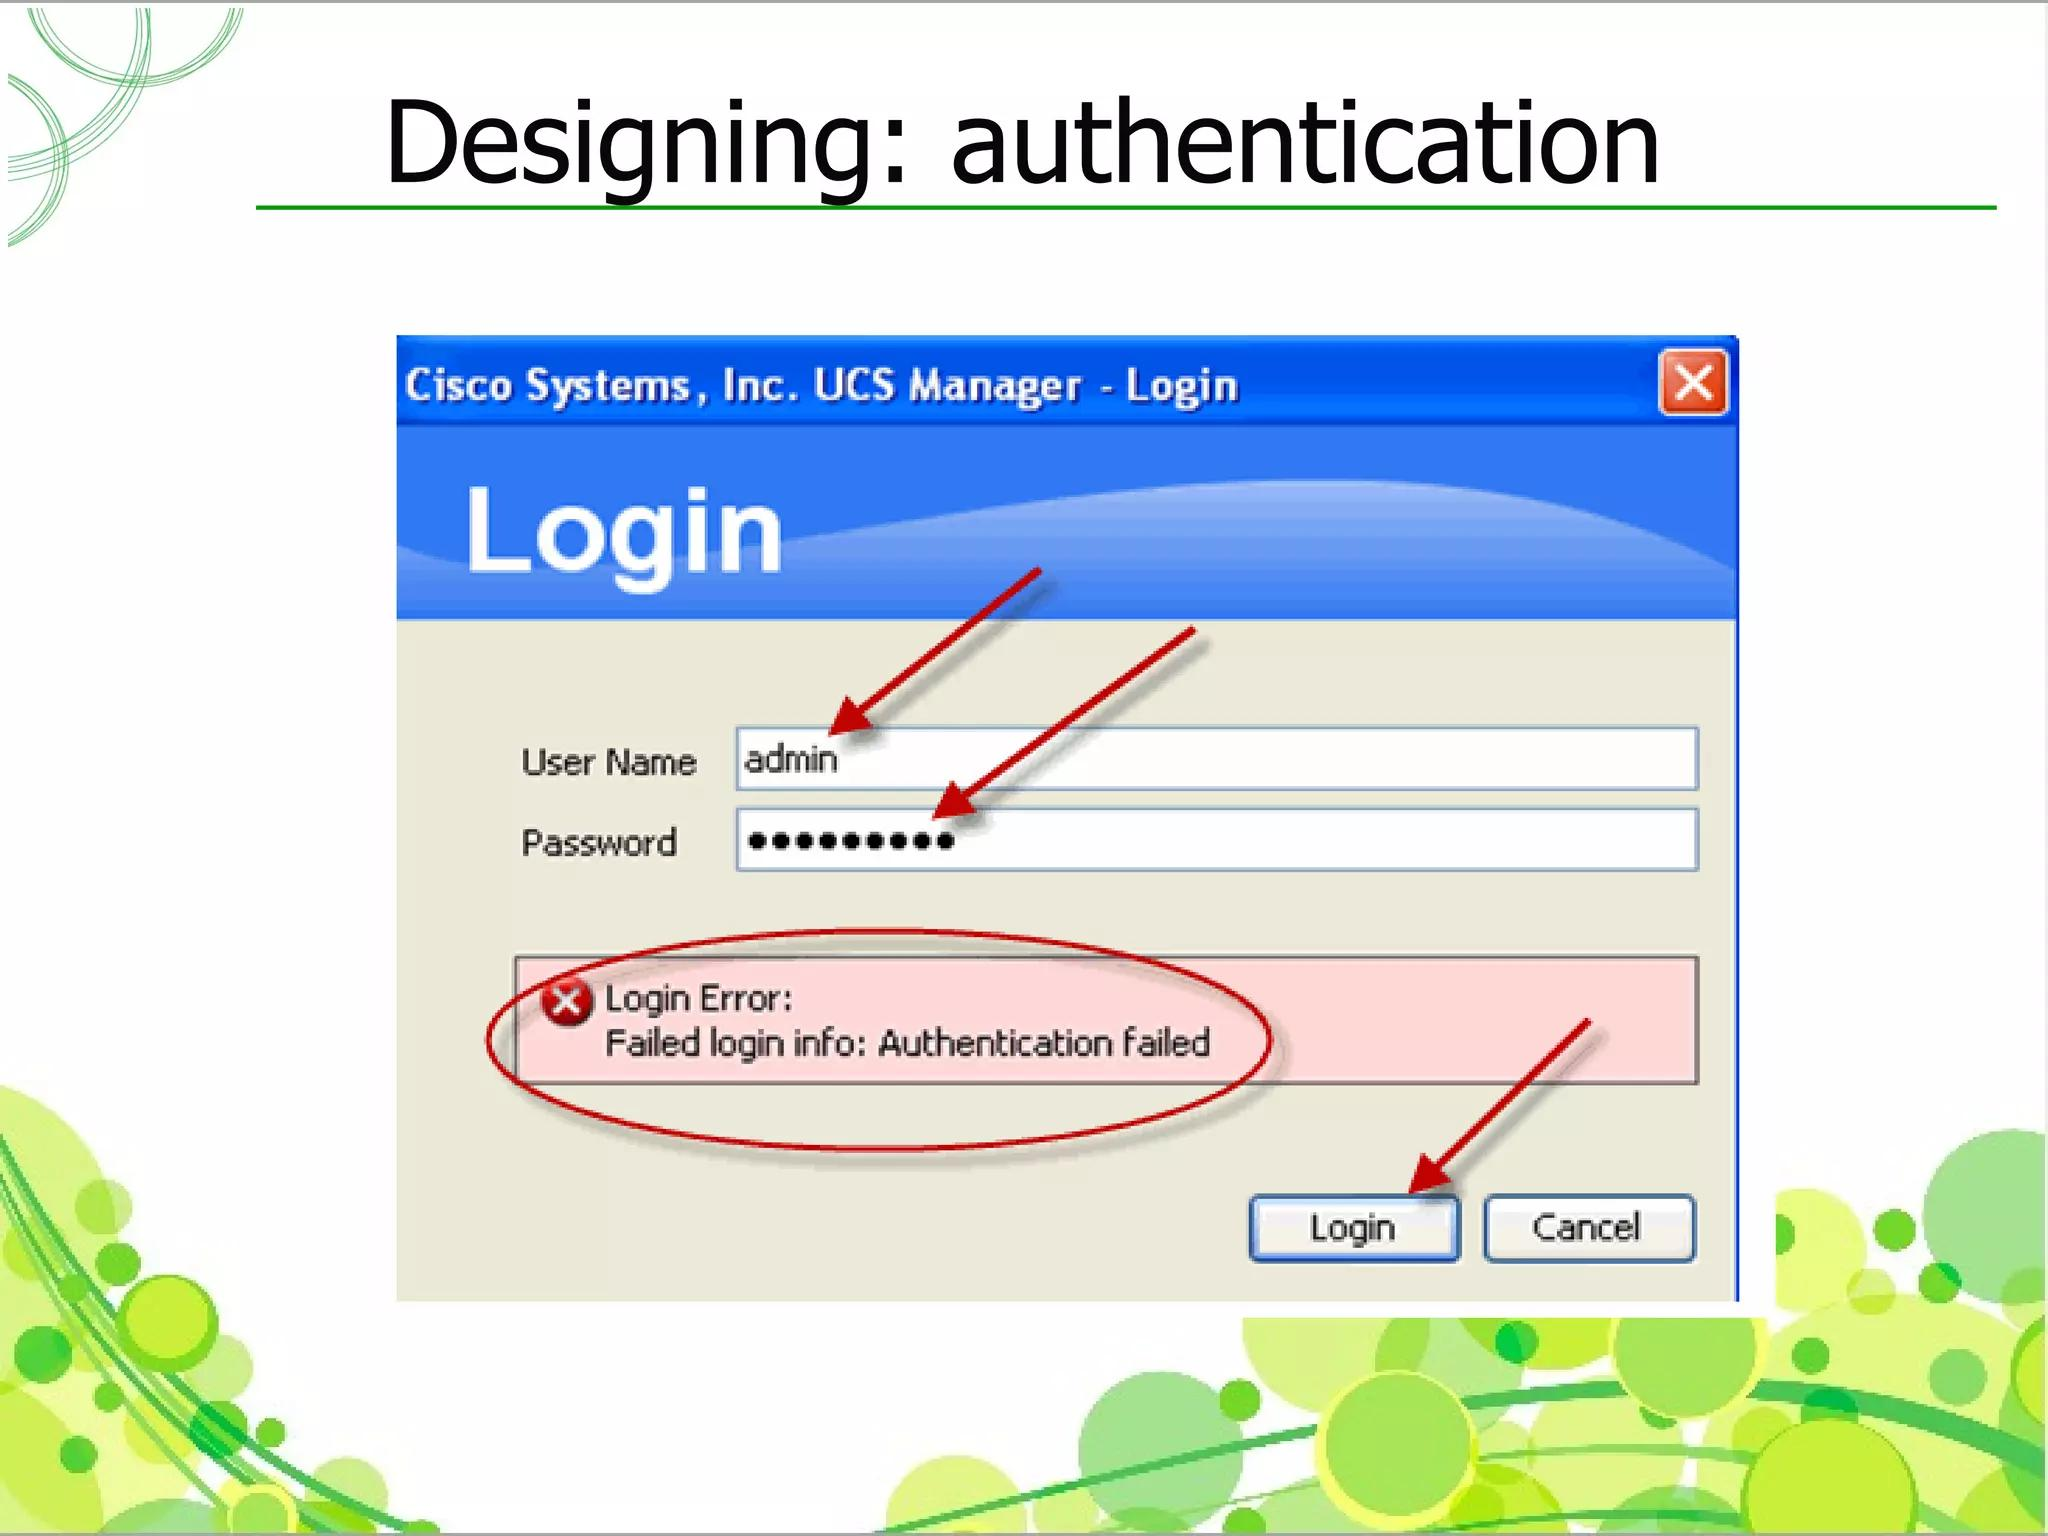 Designing: authentication
Cisco Systems, Inc. UCS Manager - Login
Login
User Name admin
Password •••••••••
Login Error:
Failed login info: Authentication failed
Login Cancel